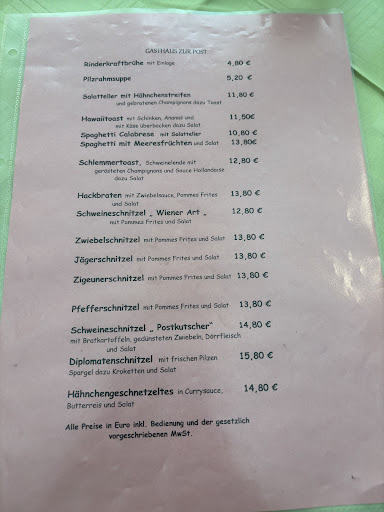 GASTHAUS ZUR POST
Rinderkraftbrühe mit Einlage 4,80 €
Pilzrahmsuppe 5,20 €
Salatteller mit Hähnchenstreifen 11,80 €
und gebratenen Champignons dazu Toast
Hawaiitoast mit Schinken, Ananas und 11,50€
mit Käse überbacken dazu Salat
Spaghetti Calabrese mit Salatteller 10,80 €
Spaghetti mit Meeresfrüchten und Salat 13,80€
Schlemmertoast, Schweinelende mit 12,80 €
gerösteten Champignons und Sauce Hollandaise
dazu Salat
Hackbraten mit Zwiebelsauce, Pommes Frites 13,80 €
und Salat
Schweineschnitzel „ Wiener Art „ 12,80 €
mit Pommes Frites und Salat
Zwiebelschnitzel mit Pommes Frites und Salat 13,80 €
Jägerschnitzel mit Pommes Frites und Salat 13,80 €
Zigeunerschnitzel mit Pommes Frites und Salat 13,80 €
Pfefferschnitzel mit Pommes Frites und Salat 13,80 €
Schweineschnitzel „ Postkutscher“ 14,80 €
mit Bratkartoffeln, gedünsteten Zwiebeln, Dörrfleisch
und Salat
Diplomatenschnitzel mit frischen Pilzen 15,80 €
Spargel dazu Kroketten und Salat
Hähnchengeschnetzeltes in Currysauce, 14,80 €
Butterreis und Salat
Alle Preise in Euro inkl. Bedienung und der gesetzlich
vorgeschriebenen MwSt.